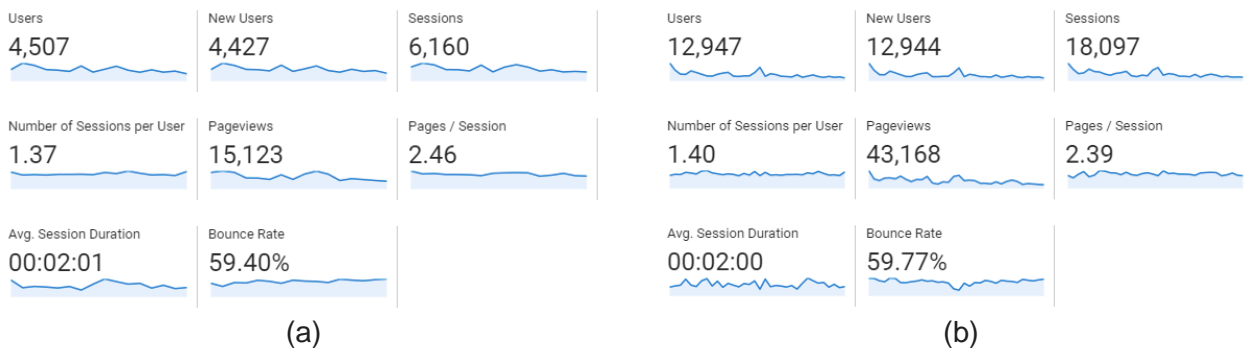 Users
4,507
New Users
4,427
Sessions
6,160
Number of Sessions per User
1.37
Pageviews
15,123
Pages / Session
2.46
Avg. Session Duration
00:02:01
Bounce Rate
59.40%
(a)
Users
12,947
New Users
12,944
Sessions
18,097
Number of Sessions per User
1.40
Pageviews
43,168
Pages / Session
2.39
Avg. Session Duration
00:02:00
Bounce Rate
59.77%
(b)